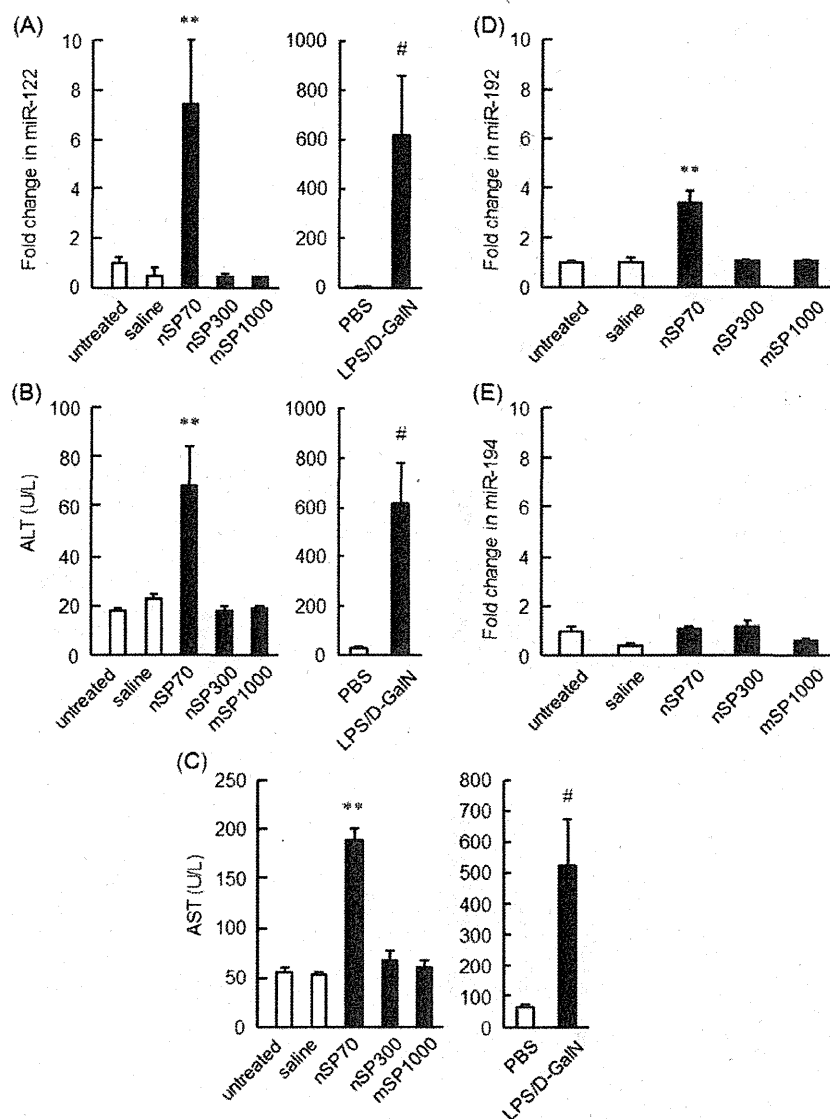 (A)
Fold change in miR-122
10
8
6
4
2
0
**
untreated
saline
nSP70
nSP300
mSP1000
1000
800
600
400
200
0
#
PBS
LPS/D-GalN
(D)
Fold change in miR-192
10
8
6
4
2
0
**
untreated
saline
nSP70
nSP300
mSP1000
(B)
ALT (U/L)
100
80
60
40
20
0
**
untreated
saline
nSP70
nSP300
mSP1000
1000
800
600
400
200
0
#
PBS
LPS/D-GalN
(E)
Fold change in miR-194
10
8
6
4
2
0
untreated
saline
nSP70
nSP300
mSP1000
(C)
AST (U/L)
250
200
150
100
50
0
**
untreated
saline
nSP70
nSP300
mSP1000
800
700
600
500
400
300
200
100
0
#
PBS
LPS/D-GalN